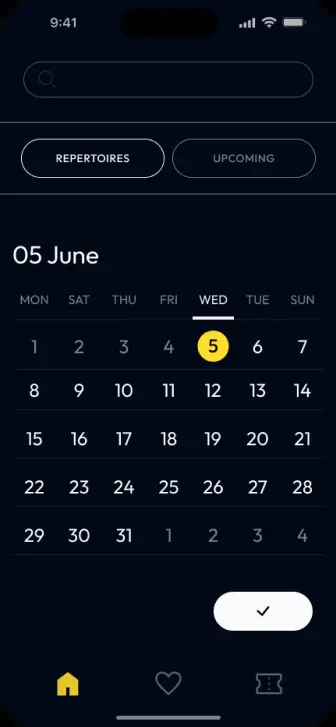 9:41
REPERTOIRES UPCOMING
05 June
MON SAT THU FRI WED TUE SUN
1 2 3 4 5 6 7
8 9 10 11 12 13 14
15 16 17 18 19 20 21
22 23 24 25 26 27 28
29 30 31 1 2 3 4